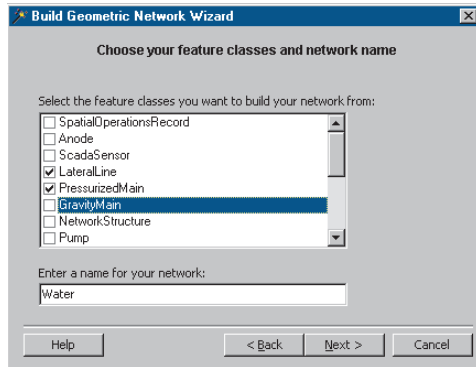 Build Geometric Network Wizard
Choose your feature classes and network name
Select the feature classes you want to build your network from:
SpatialOperationsRecord
Anode
ScadaSensor
LateralLine
PressurizedMain
GravityMain
NetworkStructure
Pump
Enter a name for your network:
Water
Help
< Back
Next >
Cancel